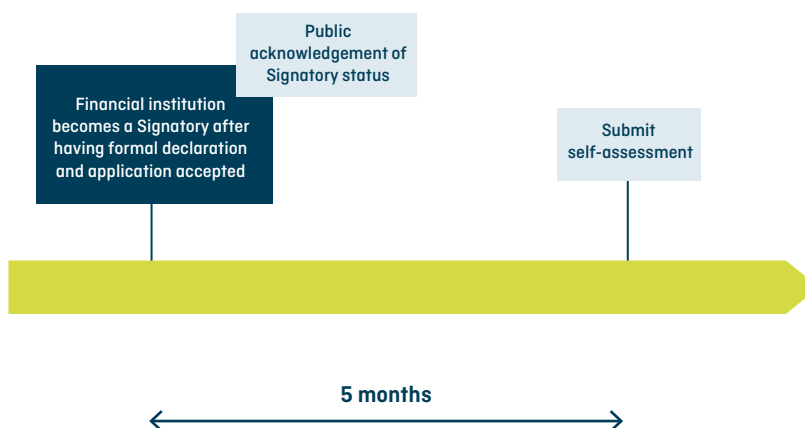 Public
acknowledgement of
Signatory status
Financial institution
becomes a Signatory after
having formal declaration
and application accepted
Submit
self-assessment
5 months